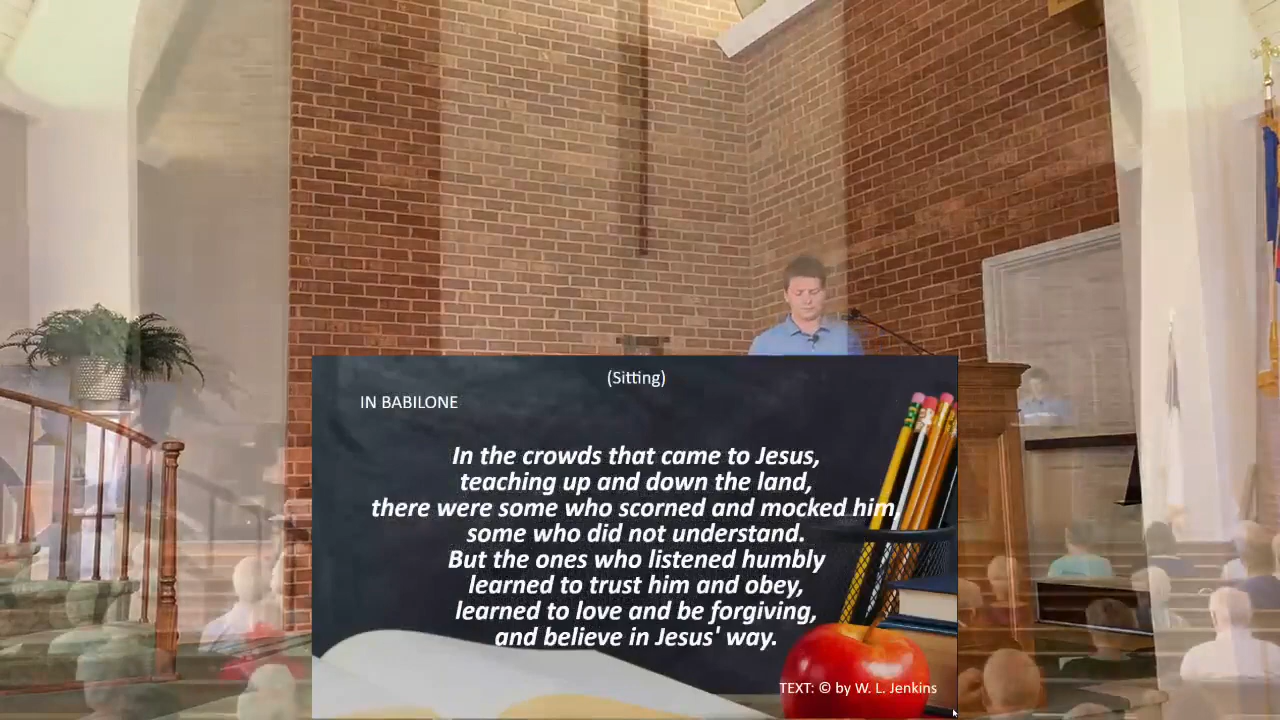 (Sitting)
IN BABILONE
In the crowds that came to Jesus,
teaching up and down the land,
there were some who scorned and mocked him,
some who did not understand.
But the ones who listened humbly
learned to trust him and obey,
learned to love and be forgiving,
and believe in Jesus' way.
TEXT: © by W. L. Jenkins